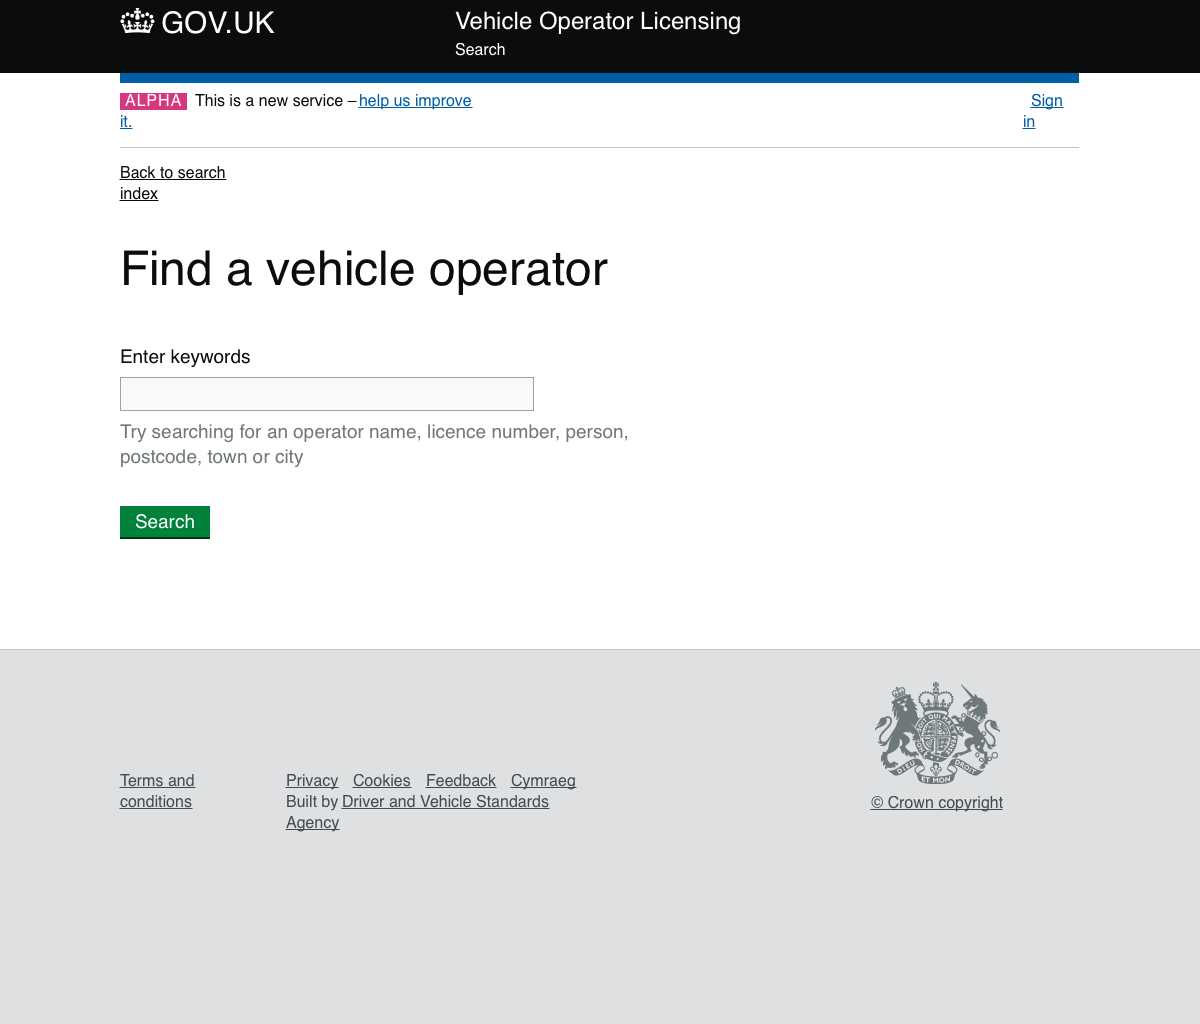 GOV.UK
Vehicle Operator Licensing
Search
ALPHA This is a new service – help us improve
it.
Sign
in
Back to search
index
Find a vehicle operator
Enter keywords
Try searching for an operator name, licence number, person,
postcode, town or city
Search
Terms and
conditions
Privacy Cookies Feedback Cymraeg
Built by Driver and Vehicle Standards
Agency
DIEU ET MON DROIT
© Crown copyright